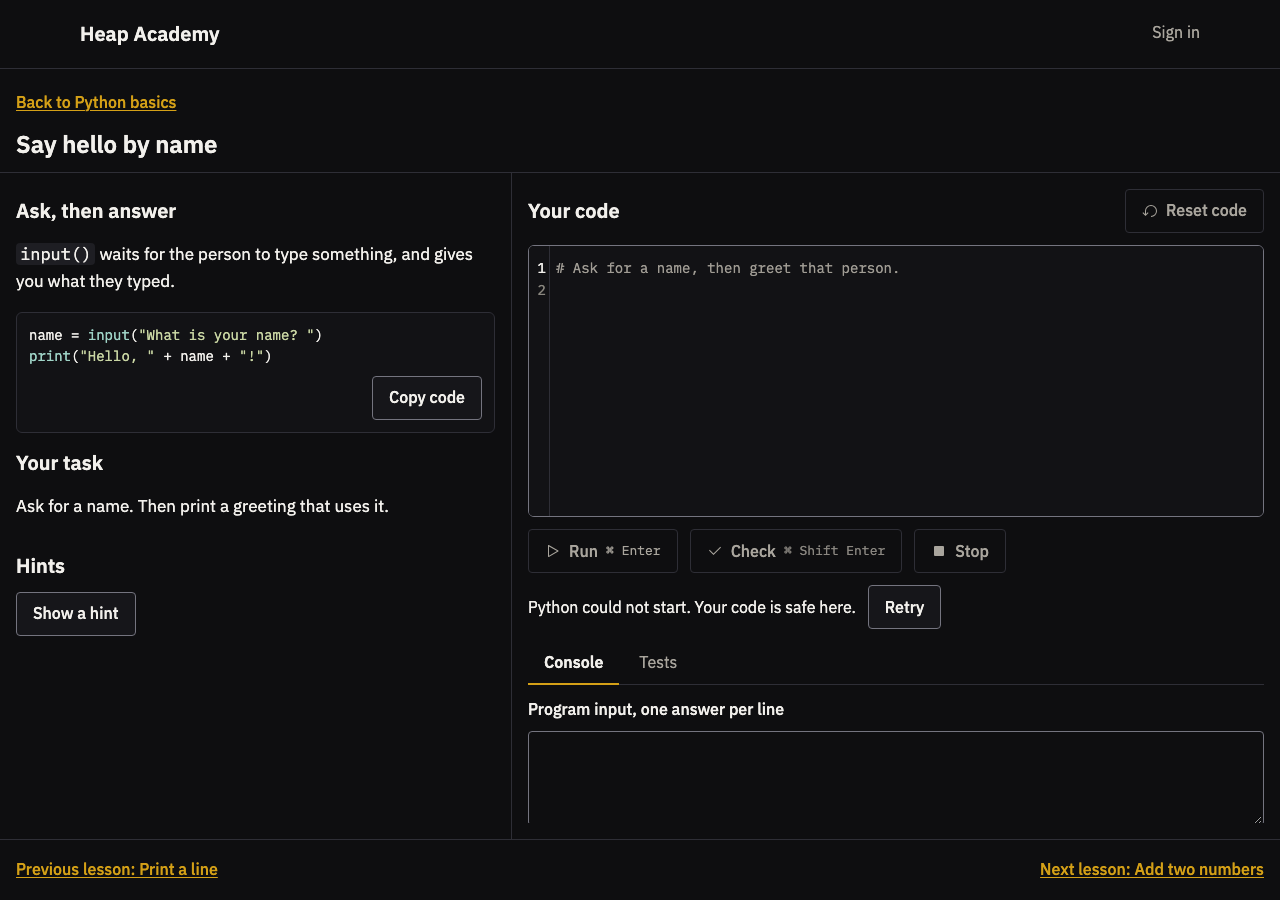 Heap Academy
Sign in
Back to Python basics
Say hello by name
Ask, then answer
input() waits for the person to type something, and gives
you what they typed.
name = input("What is your name? ")
print("Hello, " + name + "!")
Copy code
Your task
Ask for a name. Then print a greeting that uses it.
Hints
Show a hint
Your code
Reset code
1 # Ask for a name, then greet that person.
2
Run ⌘ Enter
Check ⌘ Shift Enter
Stop
Python could not start. Your code is safe here.
Retry
Console
Tests
Program input, one answer per line
Previous lesson: Print a line
Next lesson: Add two numbers